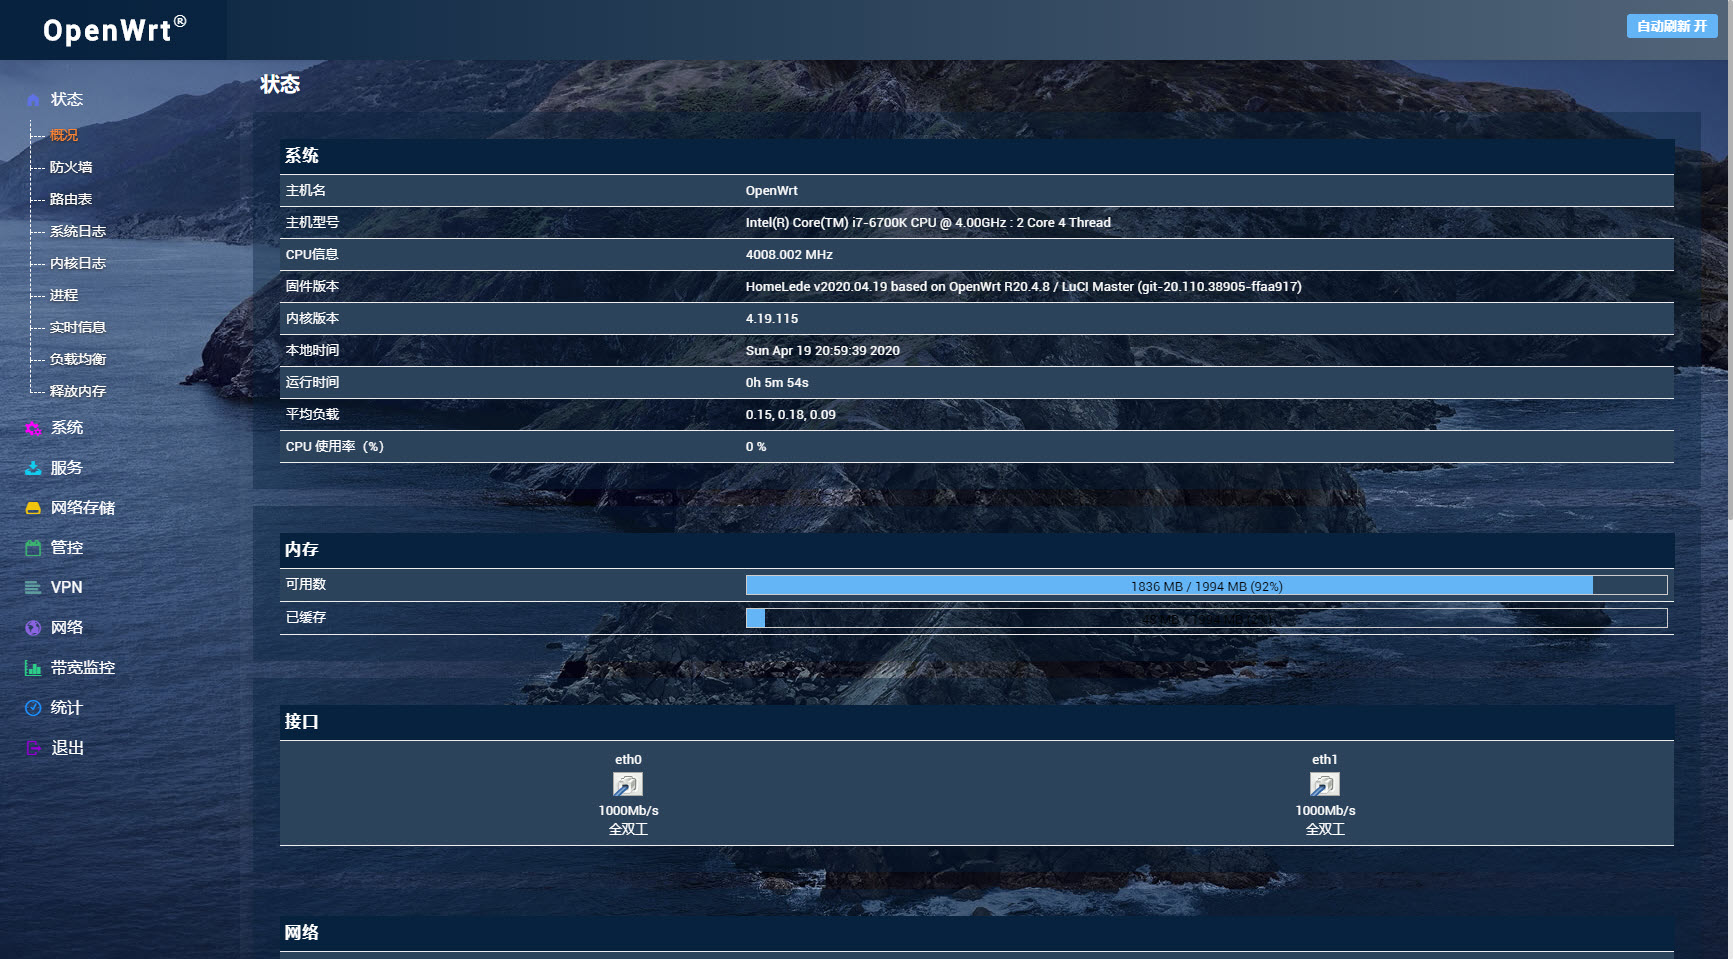 OpenWrt®
自动刷新 开
状态
概况
防火墙
路由表
系统日志
内核日志
进程
实时信息
负载均衡
释放内存
系统
服务
网络存储
管控
VPN
网络
带宽监控
统计
退出
状态
系统
主机名 OpenWrt
主机型号 Intel(R) Core(TM) i7-6700K CPU @ 4.00GHz : 2 Core 4 Thread
CPU信息 4008.002 MHz
固件版本 HomeLede v2020.04.19 based on OpenWrt R20.4.8 / LuCI Master (git-20.110.38905-ffaa917)
内核版本 4.19.115
本地时间 Sun Apr 19 20:59:39 2020
运行时间 0h 5m 54s
平均负载 0.15, 0.18, 0.09
CPU 使用率（%） 0 %
内存
可用数 1836 MB / 1994 MB (92%)
已缓存
接口
eth0 eth1
1000Mb/s 1000Mb/s
全双工 全双工
网络